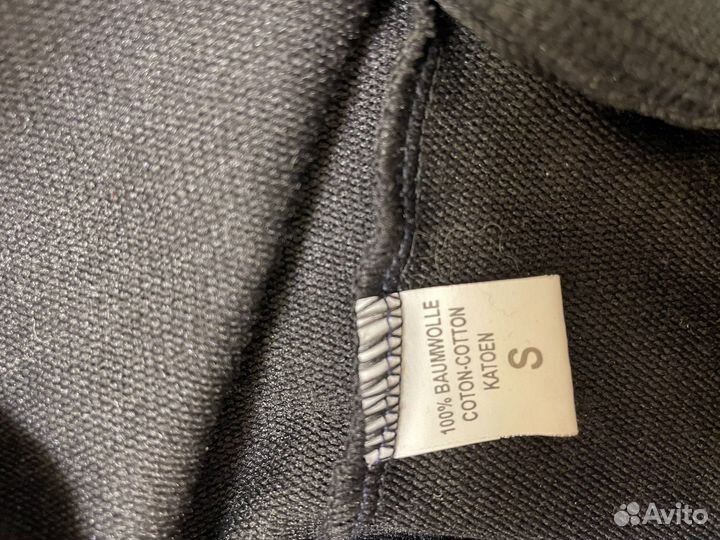 100% BAUMWOLLE
COTON-COTTON
KATOEN
S
Avito